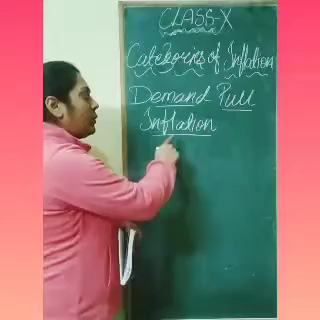 CLASS-X
Categories of Inflation
Demand Pull
Inflation